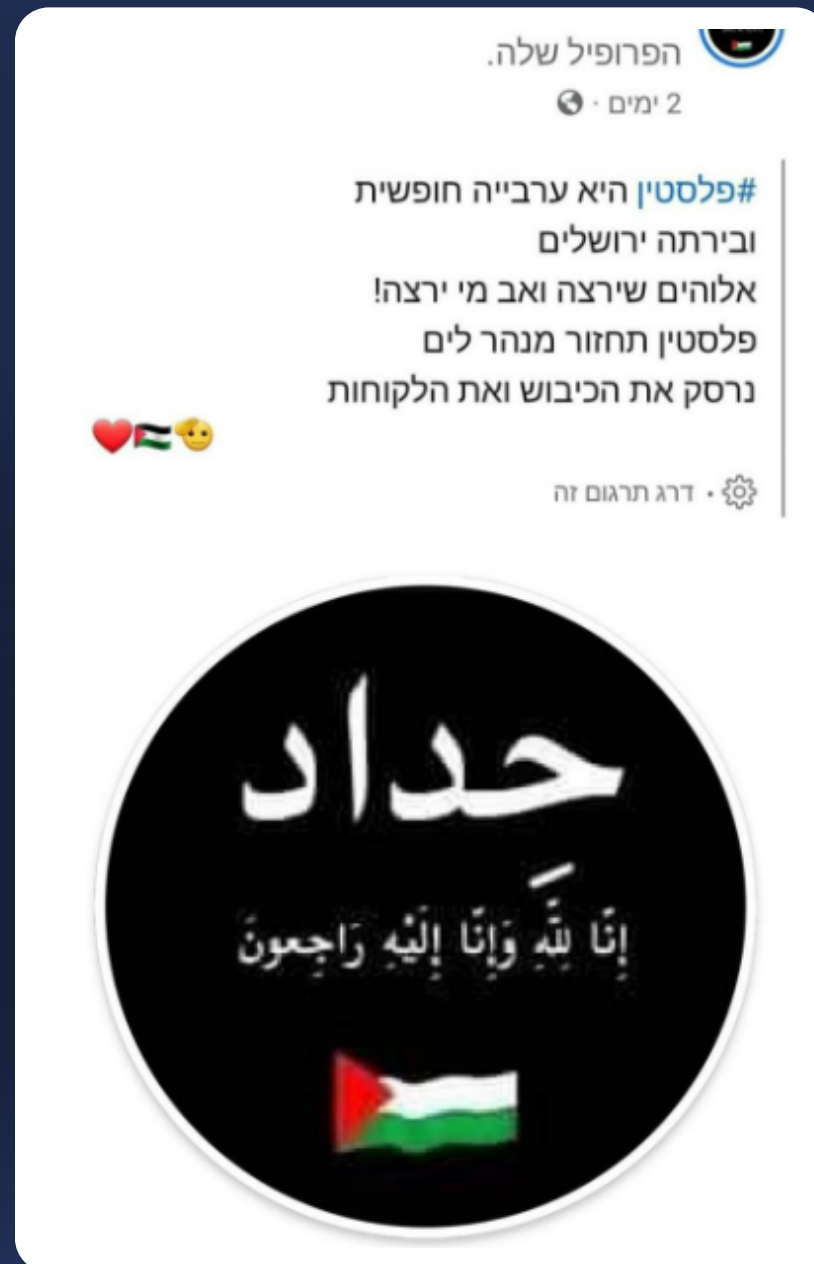 הפרופיל שלה.
2 ימים ·
#פלסטין היא ערבייה חופשית
ובירתה ירושלים
אלוהים שירצה ואב מי ירצה!
פלסטין תחזור מנהר לים
נרסק את הכיבוש ואת הלקוחות
• דרג תרגום זה
حِداد
إِنَّا لِلَّهِ وَإِنَّا إِلَيْهِ رَاجِعونَ